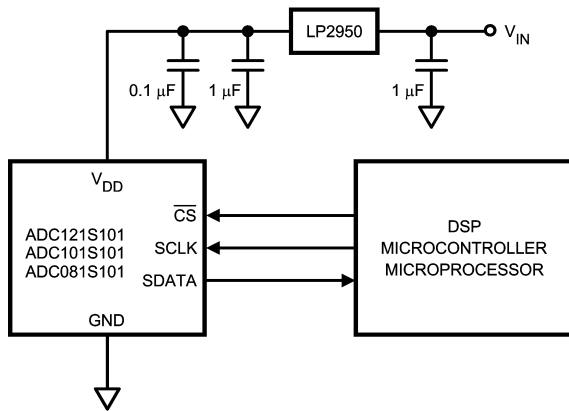 LP2950
V_IN
0.1 μF
1 μF
1 μF
V_DD
C̅S̅
ADC121S101
ADC101S101
ADC081S101
SCLK
SDATA
GND
DSP
MICROCONTROLLER
MICROPROCESSOR